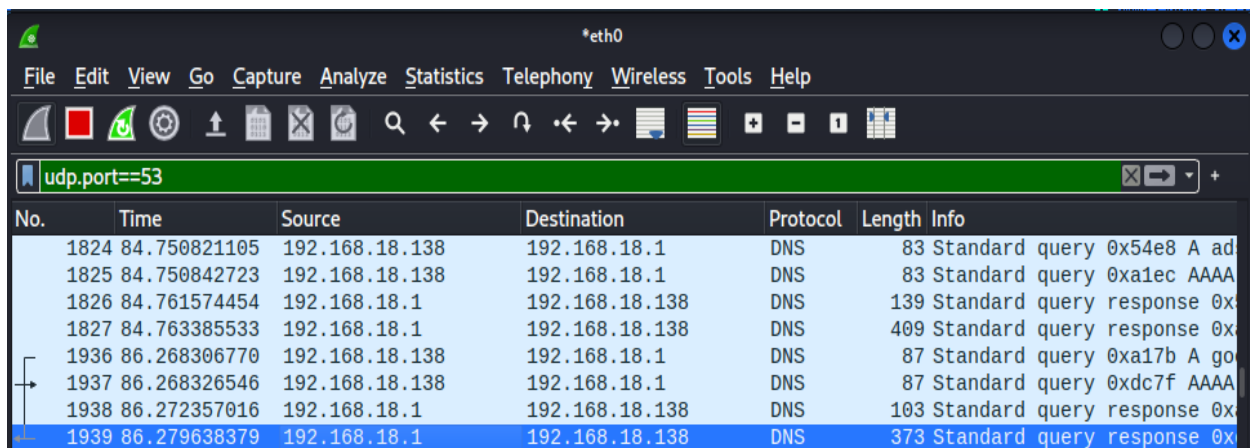 *eth0
File Edit View Go Capture Analyze Statistics Telephony Wireless Tools Help
udp.port==53
No. Time Source Destination Protocol Length Info
1824 84.750821105 192.168.18.138 192.168.18.1 DNS 83 Standard query 0x54e8 A ad
1825 84.750842723 192.168.18.138 192.168.18.1 DNS 83 Standard query 0xa1ec AAAA
1826 84.761574454 192.168.18.1 192.168.18.138 DNS 139 Standard query response 0x
1827 84.763385533 192.168.18.1 192.168.18.138 DNS 409 Standard query response 0xa
1936 86.268306770 192.168.18.138 192.168.18.1 DNS 87 Standard query 0xa17b A go
1937 86.268326546 192.168.18.138 192.168.18.1 DNS 87 Standard query 0xdc7f AAAA
1938 86.272357016 192.168.18.1 192.168.18.138 DNS 103 Standard query response 0xa
1939 86.279638379 192.168.18.1 192.168.18.138 DNS 373 Standard query response 0x